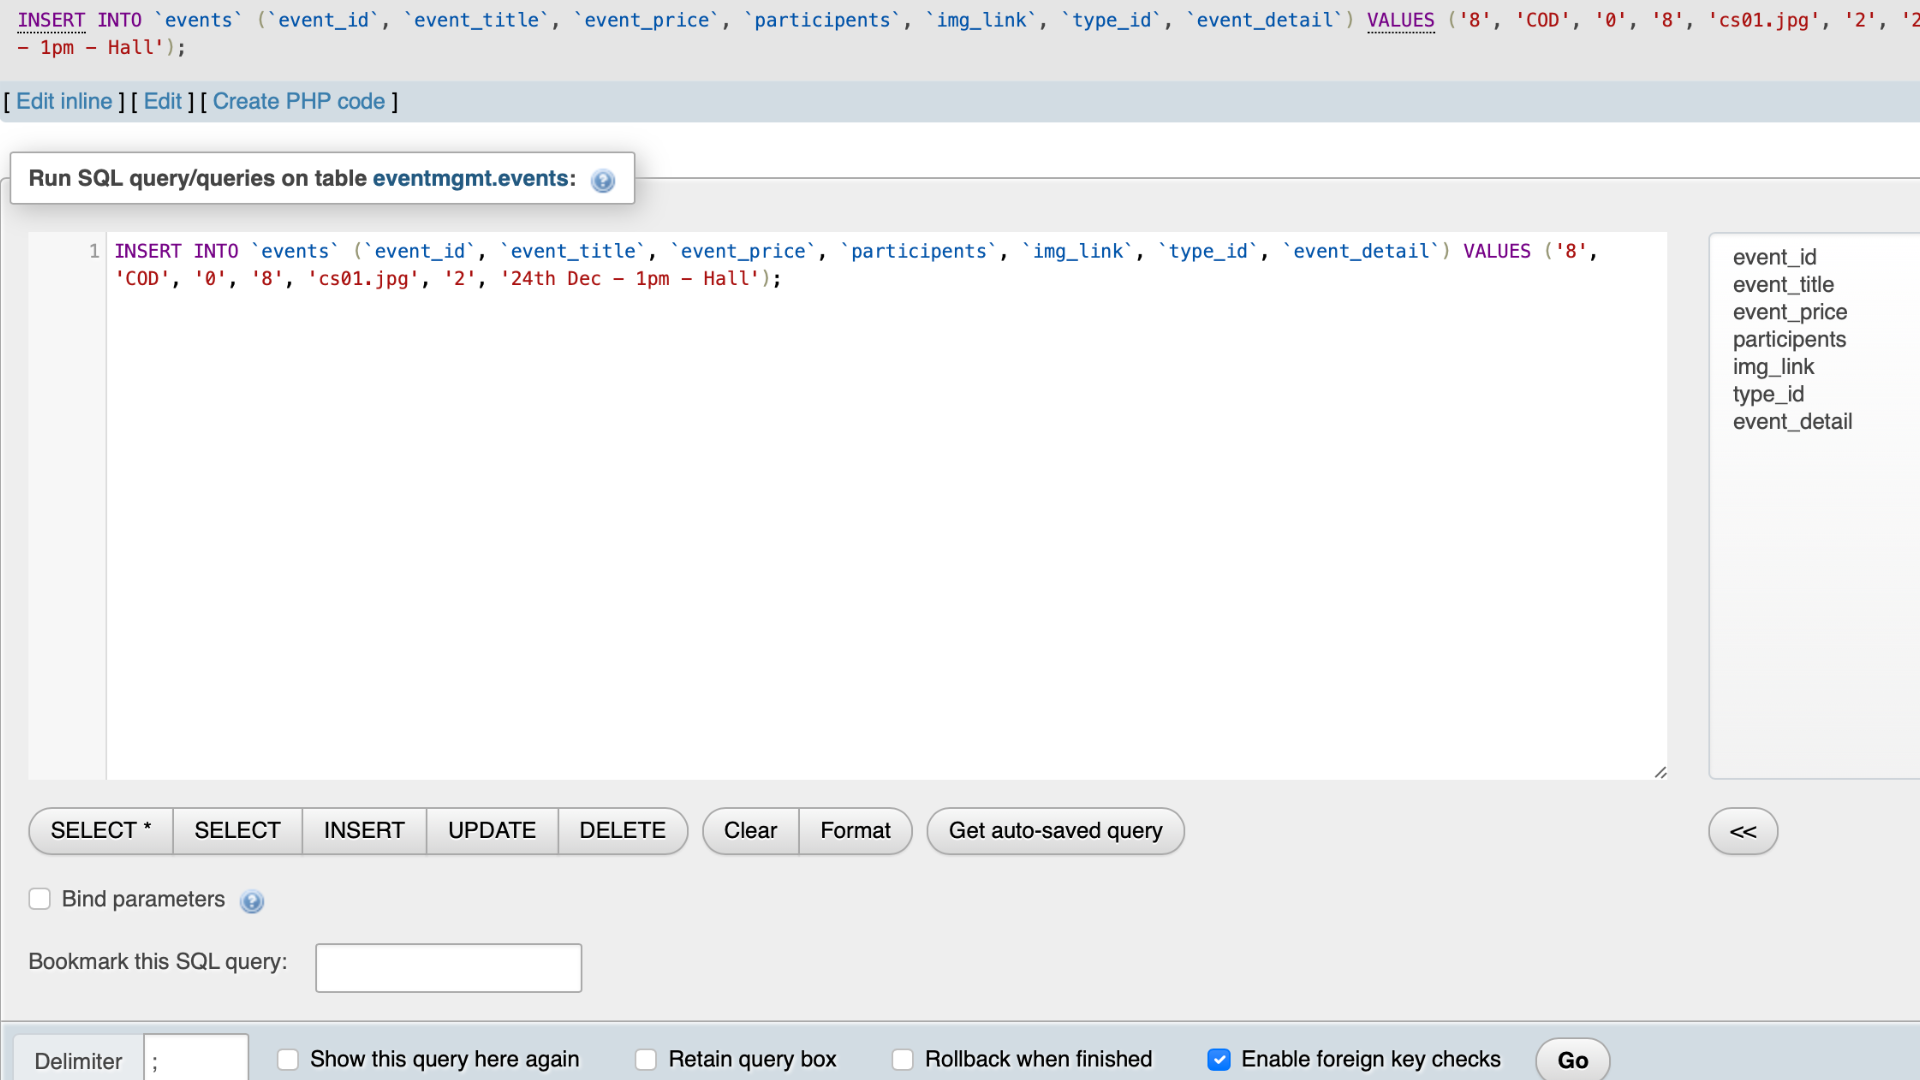 INSERT INTO `events` (`event_id`, `event_title`, `event_price`, `participents`, `img_link`, `type_id`, `event_detail`) VALUES ('8', 'COD', '0', '8', 'cs01.jpg', '2', '2
– 1pm – Hall');
[ Edit inline ] [ Edit ] [ Create PHP code ]
Run SQL query/queries on table eventmgmt.events:
1 INSERT INTO `events` (`event_id`, `event_title`, `event_price`, `participents`, `img_link`, `type_id`, `event_detail`) VALUES ('8',
'COD', '0', '8', 'cs01.jpg', '2', '24th Dec – 1pm – Hall');
event_id
event_title
event_price
participents
img_link
type_id
event_detail
SELECT * SELECT INSERT UPDATE DELETE Clear Format Get auto-saved query <<
Bind parameters
Bookmark this SQL query:
Delimiter ; Show this query here again Retain query box Rollback when finished Enable foreign key checks Go